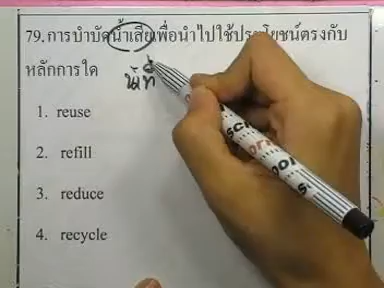 79. การบำบัดน้ำเสียเพื่อนำไปใช้ประโยชน์ตรงกับ
หลักการใด
1. reuse
2. refill
3. reduce
4. recycle